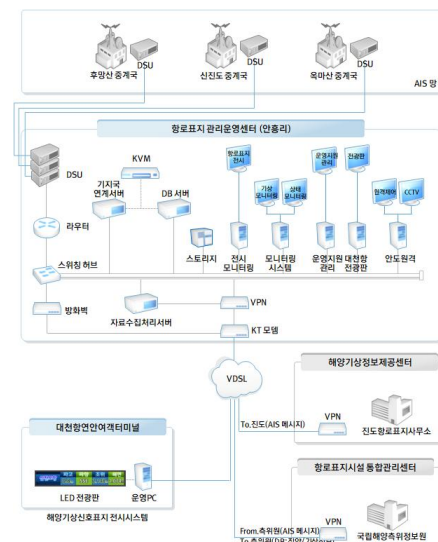 DSU
DSU
DSU
후망산 중계국
신진도 중계국
옥마산 중계국
AIS 망
항로표지 관리운영센터 (안흥리)
DSU
KVM
기지국
연계서버
DB 서버
항로표지
전시
기상
모니터링
상태
모니터링
운영지원
관리
전광판
원격제어
CCTV
라우터
스토리지
전시
모니터링
모니터링
시스템
운영지원
관리
대천항
전광판
안도원격
스위칭 허브
방화벽
자료수집처리서버
VPN
KT 모뎀
VDSL
해양기상정보제공센터
To.진도(AIS 메시지)
VPN
진도항로표지사무소
대천항연안여객터미널
LED 전광판
운영PC
해양기상신호표지 전시시스템
항로표지시설 통합관리센터
From.측위원(AIS 메시지)
VPN
국립해양측위정보원